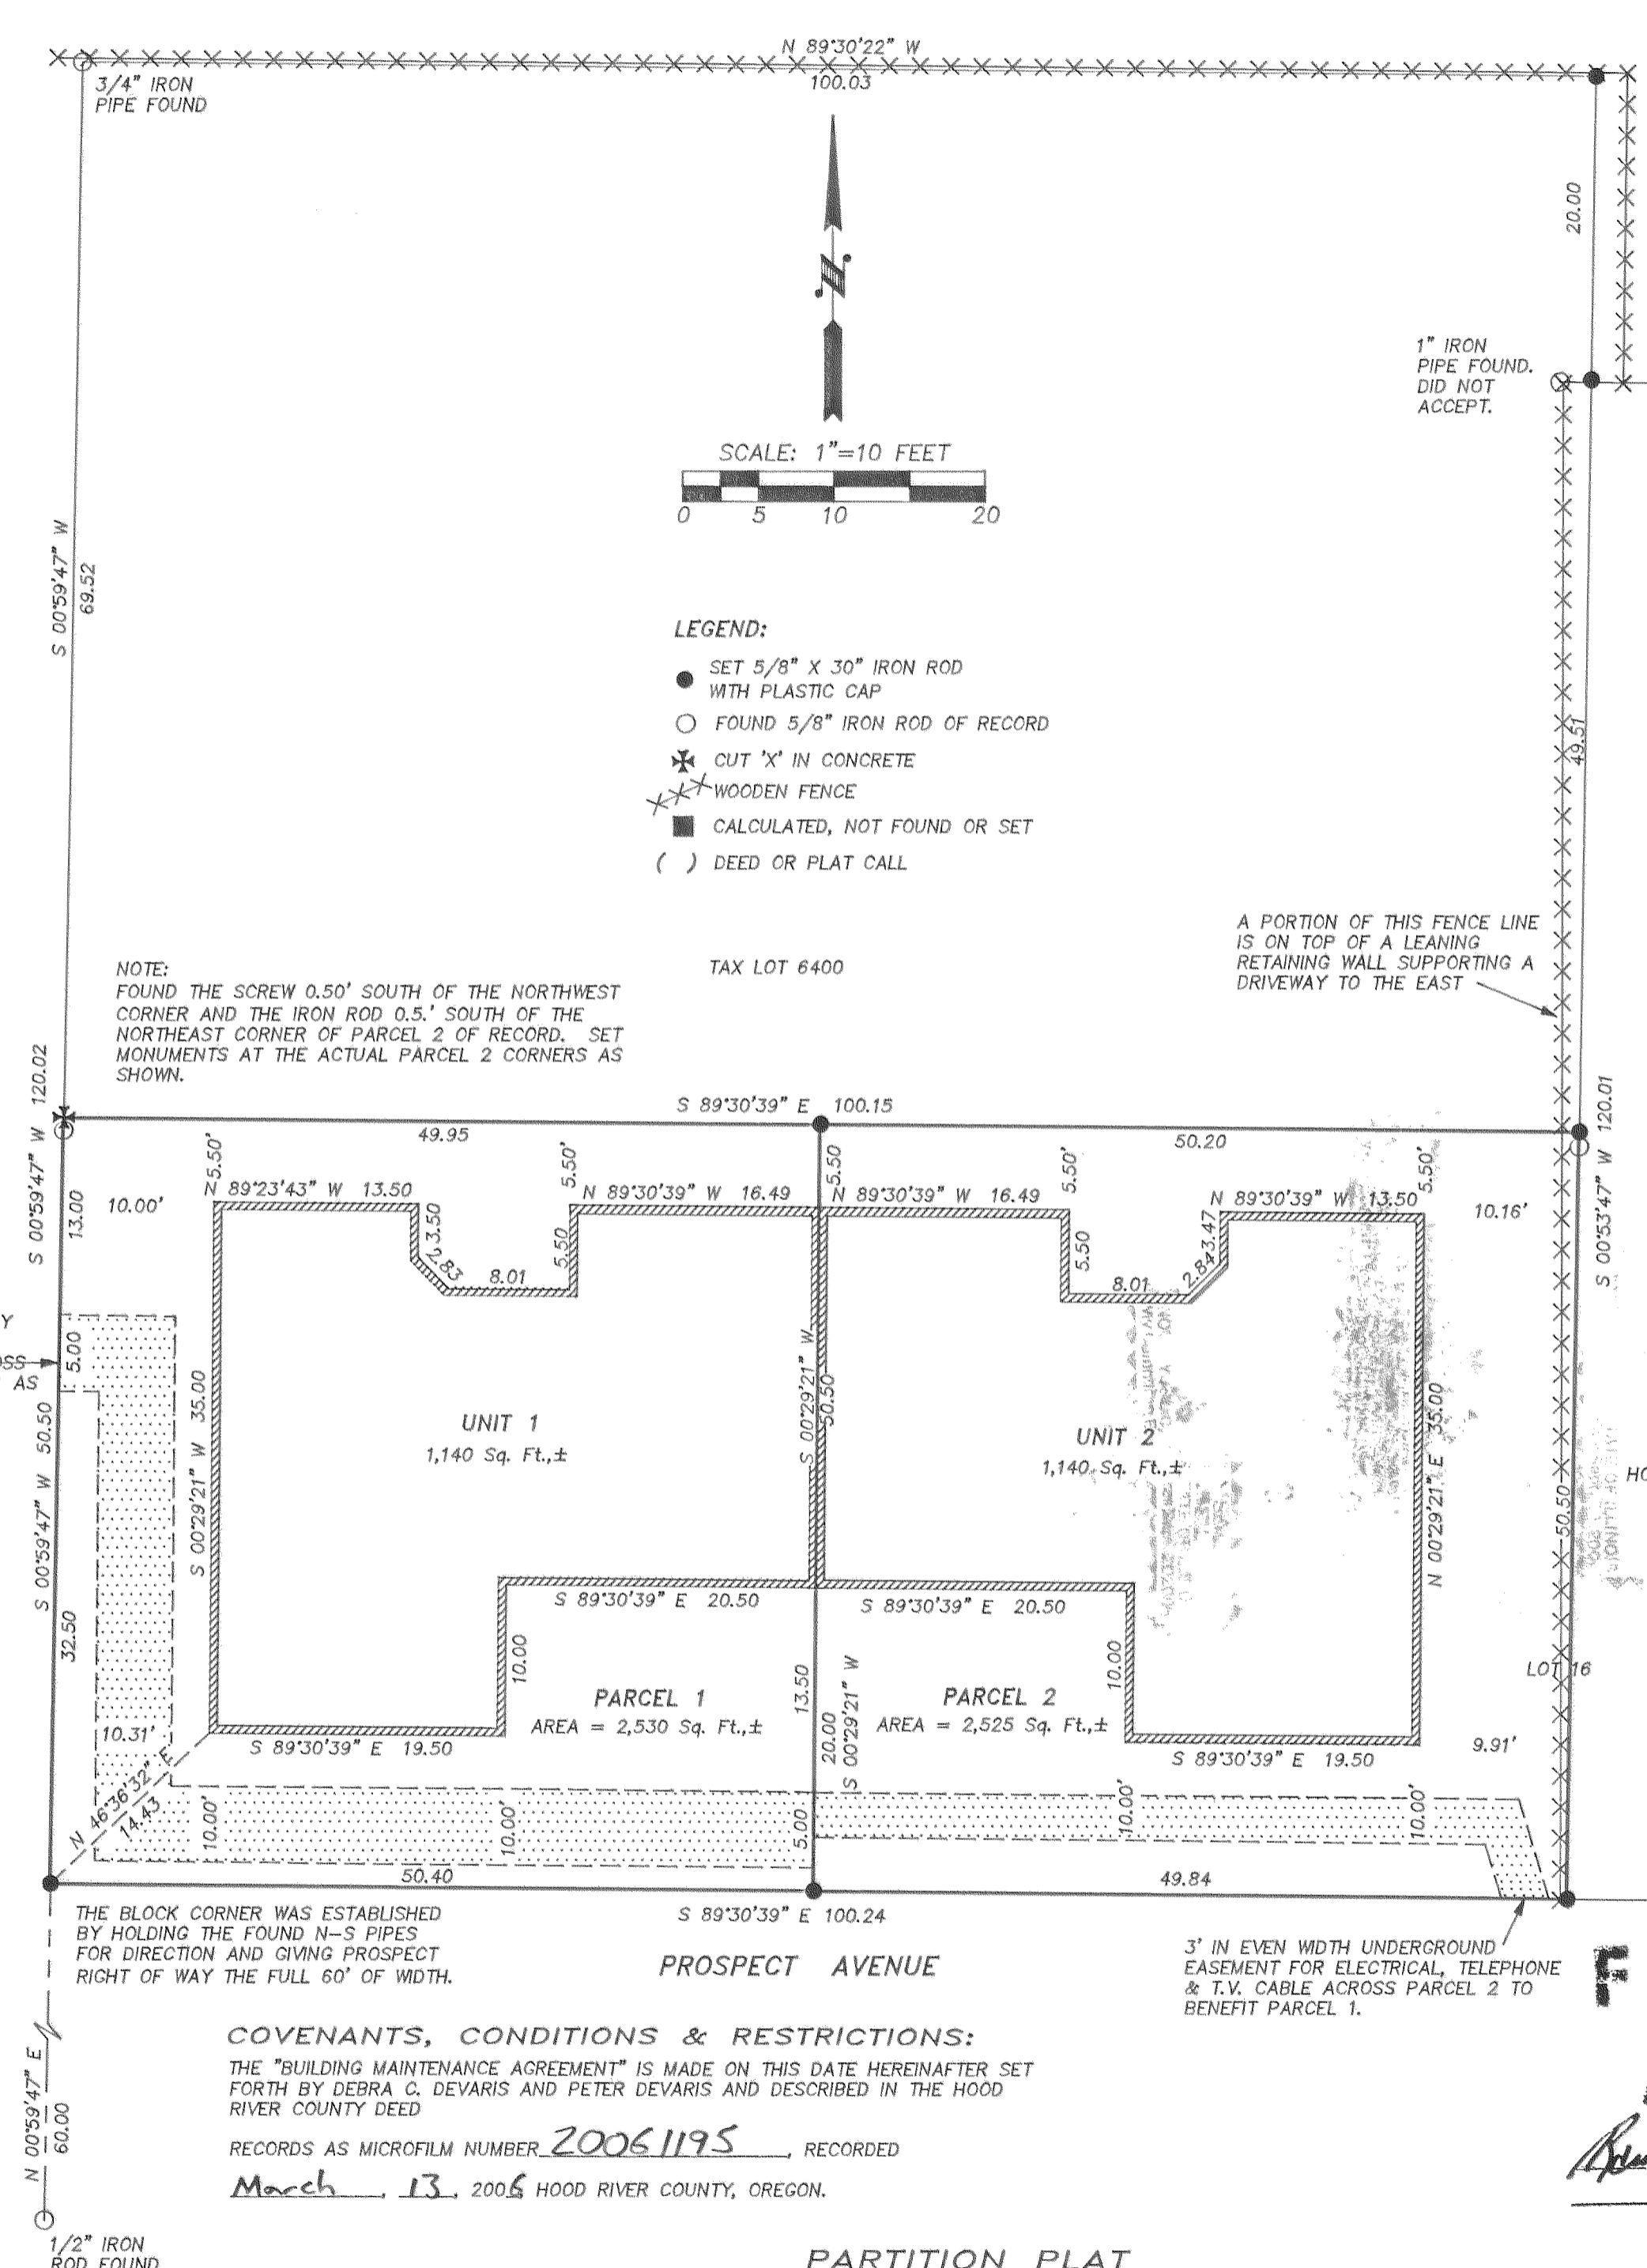 N 89°30'22" W
100.03
3/4" IRON
PIPE FOUND
20.00
N
1" IRON
PIPE FOUND.
DID NOT
ACCEPT.
SCALE: 1"=10 FEET
0 5 10 20
S 00°59'47" W
69.52
LEGEND:
SET 5/8" X 30" IRON ROD
WITH PLASTIC CAP
FOUND 5/8" IRON ROD OF RECORD
CUT 'X' IN CONCRETE
WOODEN FENCE
CALCULATED, NOT FOUND OR SET
( ) DEED OR PLAT CALL
49.51
A PORTION OF THIS FENCE LINE
IS ON TOP OF A LEANING
RETAINING WALL SUPPORTING A
DRIVEWAY TO THE EAST
TAX LOT 6400
NOTE:
FOUND THE SCREW 0.50' SOUTH OF THE NORTHWEST
CORNER AND THE IRON ROD 0.5.' SOUTH OF THE
NORTHEAST CORNER OF PARCEL 2 OF RECORD. SET
MONUMENTS AT THE ACTUAL PARCEL 2 CORNERS AS
SHOWN.
S 00°59'47" W 120.02
S 00°53'47" W 120.01
S 89°30'39" E 100.15
49.95
50.20
5.50'
5.50'
5.50
5.50'
5.50'
N 89°23'43" W 13.50
N 89°30'39" W 16.49
N 89°30'39" W 16.49
N 89°30'39" W 13.50
13.00
10.00'
10.16'
3.50
2.83
8.01
5.50
5.50
8.01
2.84
3.47
Y
OSS
AS
5.00
S 00°59'47" W 50.50
S 00°29'21" W 35.00
UNIT 1
1,140 Sq. Ft.,±
S 00°29'21" W
50.50
UNIT 2
1,140 Sq. Ft.,±
N 00°29'21" E 35.00
50.50
HO
S 89°30'39" E 20.50
S 89°30'39" E 20.50
32.50
10.00
10.00
LOT 16
PARCEL 1
AREA = 2,530 Sq. Ft.,±
13.50
20.00
S 00°29'21" W
PARCEL 2
AREA = 2,525 Sq. Ft.,±
10.31'
S 89°30'39" E 19.50
S 89°30'39" E 19.50
9.91'
N 46°36'32" E
14.43
10.00'
10.00'
5.00
10.00'
10.00'
50.40
49.84
S 89°30'39" E 100.24
THE BLOCK CORNER WAS ESTABLISHED
BY HOLDING THE FOUND N-S PIPES
FOR DIRECTION AND GIVING PROSPECT
RIGHT OF WAY THE FULL 60' OF WIDTH.
PROSPECT AVENUE
3' IN EVEN WIDTH UNDERGROUND
EASEMENT FOR ELECTRICAL, TELEPHONE
& T.V. CABLE ACROSS PARCEL 2 TO
BENEFIT PARCEL 1.
F
COVENANTS, CONDITIONS & RESTRICTIONS:
THE "BUILDING MAINTENANCE AGREEMENT" IS MADE ON THIS DATE HEREINAFTER SET
FORTH BY DEBRA C. DEVARIS AND PETER DEVARIS AND DESCRIBED IN THE HOOD
RIVER COUNTY DEED
RECORDS AS MICROFILM NUMBER 20061195, RECORDED
March, 13, 2006 HOOD RIVER COUNTY, OREGON.
N 00°59'47" E
60.00
1/2" IRON
ROD FOUND
PARTITION PLAT